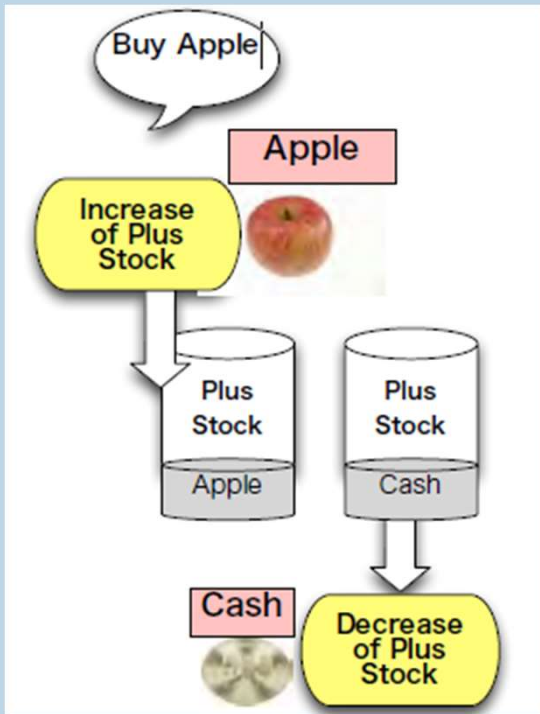 Buy Apple
Apple
Increase
of Plus
Stock
Plus
Stock
Apple
Plus
Stock
Cash
Cash
Decrease
of Plus
Stock